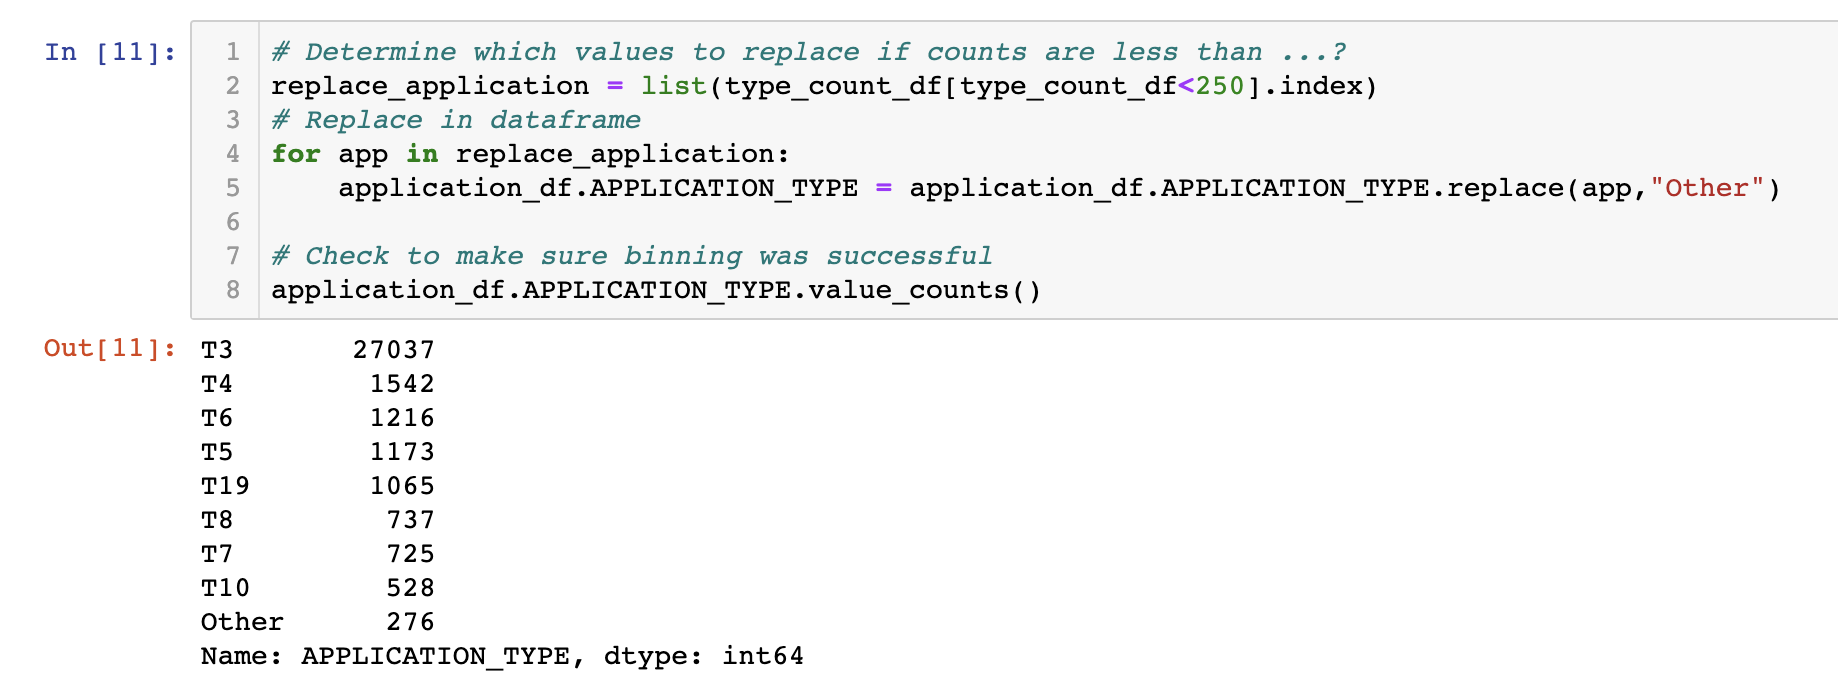 In [11]:
1 # Determine which values to replace if counts are less than ...?
2 replace_application = list(type_count_df[type_count_df<250].index)
3 # Replace in dataframe
4 for app in replace_application:
5     application_df.APPLICATION_TYPE = application_df.APPLICATION_TYPE.replace(app,"Other")
6
7 # Check to make sure binning was successful
8 application_df.APPLICATION_TYPE.value_counts()
Out[11]:
T3       27037
T4        1542
T6        1216
T5        1173
T19       1065
T8         737
T7         725
T10        528
Other      276
Name: APPLICATION_TYPE, dtype: int64